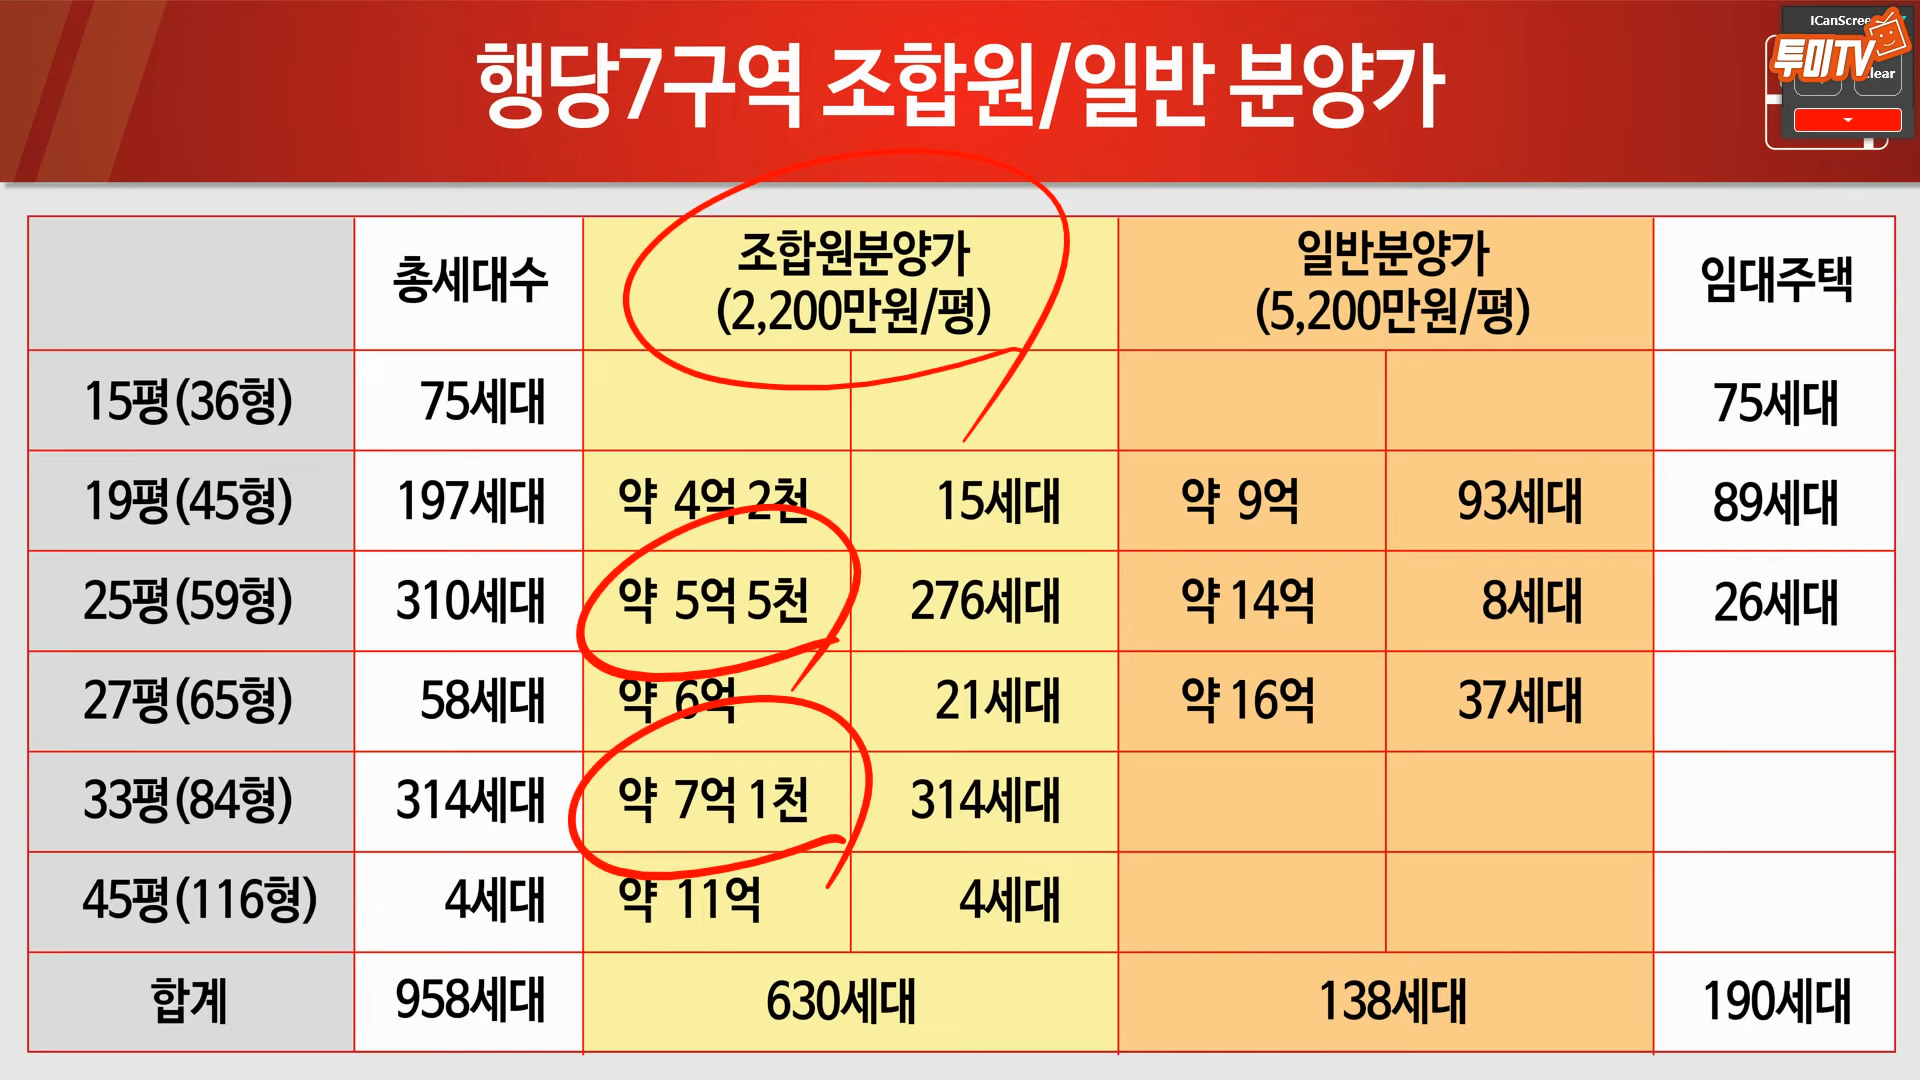 행당7구역 조합원/일반 분양가
ICanScree
투미TV
lear
총세대수
조합원분양가
(2,200만원/평)
일반분양가
(5,200만원/평)
임대주택
15평(36형) 75세대 75세대
19평(45형) 197세대 약 4억 2천 15세대 약 9억 93세대 89세대
25평(59형) 310세대 약 5억 5천 276세대 약 14억 8세대 26세대
27평(65형) 58세대 약 6억 21세대 약 16억 37세대
33평(84형) 314세대 약 7억 1천 314세대
45평(116형) 4세대 약 11억 4세대
합계 958세대 630세대 138세대 190세대